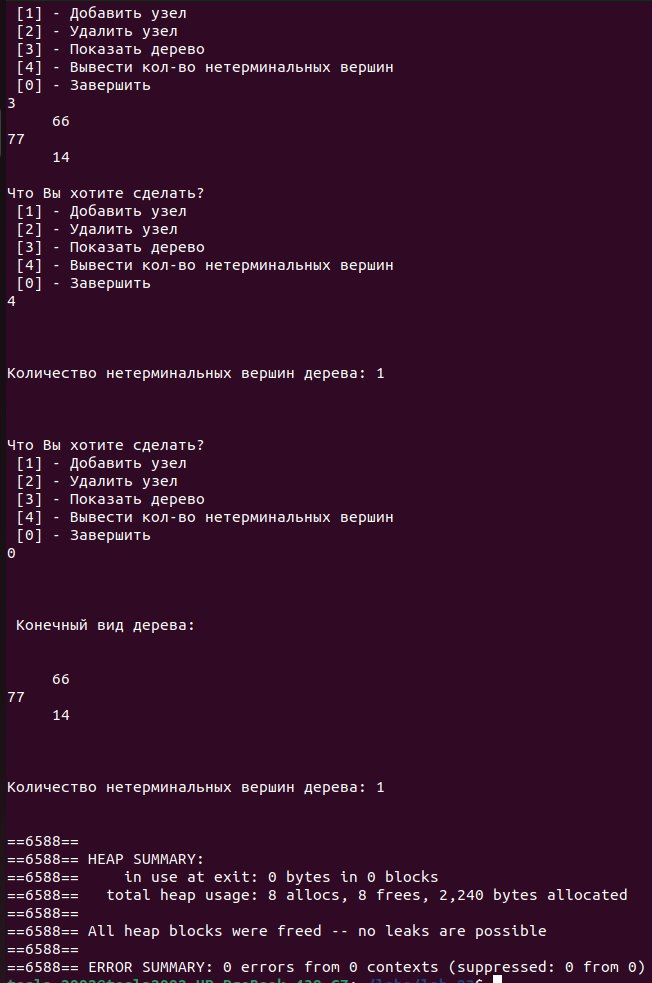 [1] - Добавить узел
[2] - Удалить узел
[3] - Показать дерево
[4] - Вывести кол-во нетерминальных вершин
[0] - Завершить
3
66
77
14
Что Вы хотите сделать?
[1] - Добавить узел
[2] - Удалить узел
[3] - Показать дерево
[4] - Вывести кол-во нетерминальных вершин
[0] - Завершить
4
Количество нетерминальных вершин дерева: 1
Что Вы хотите сделать?
[1] - Добавить узел
[2] - Удалить узел
[3] - Показать дерево
[4] - Вывести кол-во нетерминальных вершин
[0] - Завершить
0
Конечный вид дерева:
66
77
14
Количество нетерминальных вершин дерева: 1
==6588==
==6588== HEAP SUMMARY:
==6588==     in use at exit: 0 bytes in 0 blocks
==6588==   total heap usage: 8 allocs, 8 frees, 2,240 bytes allocated
==6588==
==6588== All heap blocks were freed -- no leaks are possible
==6588==
==6588== ERROR SUMMARY: 0 errors from 0 contexts (suppressed: 0 from 0)